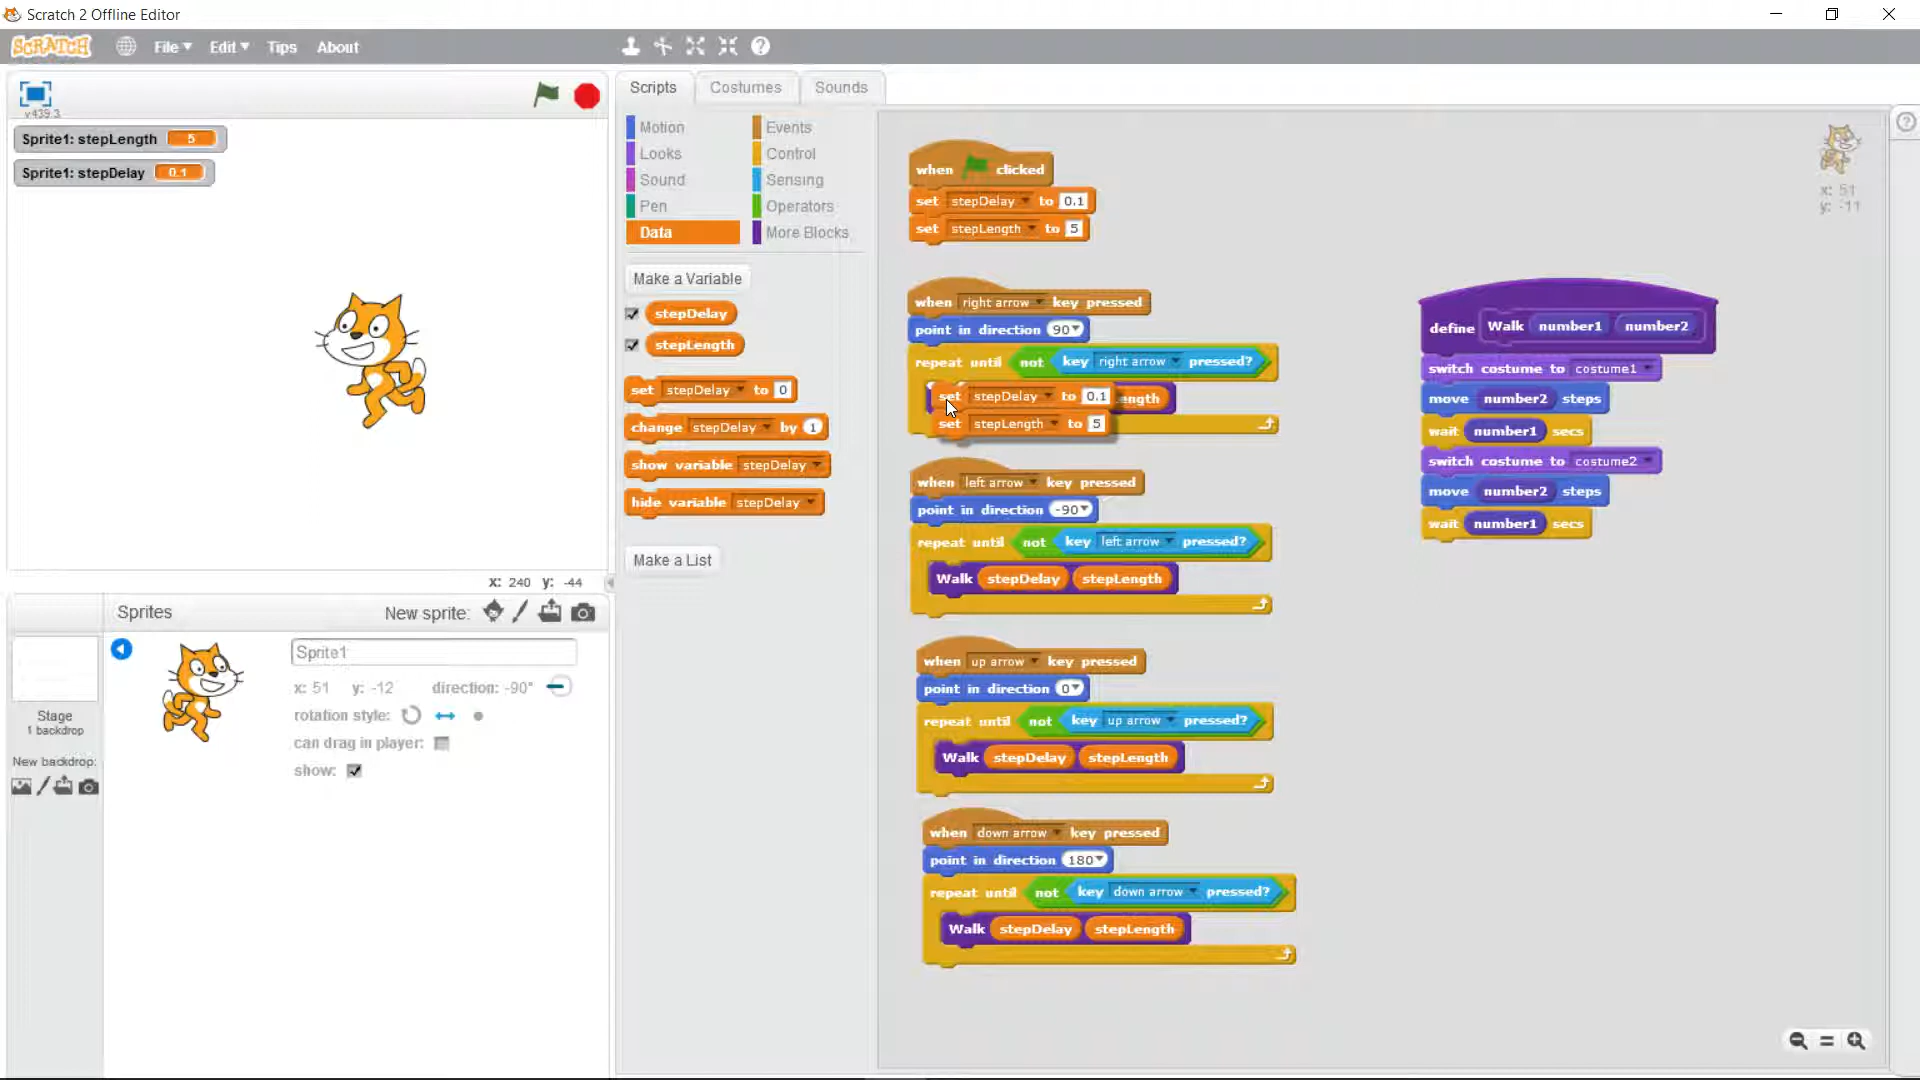 Scratch 2 Offline Editor
SCRATCH
File
Edit
Tips
About
v439.3
Sprite1: stepLength 5
Sprite1: stepDelay 0.1
x: 240 y: -44
Sprites
New sprite:
Stage
1 backdrop
New backdrop:
Sprite1
x: 51 y: -12 direction: -90°
rotation style:
can drag in player:
show:
Scripts
Costumes
Sounds
Motion
Looks
Sound
Pen
Data
Events
Control
Sensing
Operators
More Blocks
Make a Variable
stepDelay
stepLength
set stepDelay to 0
change stepDelay by 1
show variable stepDelay
hide variable stepDelay
Make a List
when clicked
set stepDelay to 0.1
set stepLength to 5
when right arrow key pressed
point in direction 90
repeat until not key right arrow pressed?
set stepDelay to 0.1
set stepLength to 5
when left arrow key pressed
point in direction -90
repeat until not key left arrow pressed?
Walk stepDelay stepLength
when up arrow key pressed
point in direction 0
repeat until not key up arrow pressed?
Walk stepDelay stepLength
when down arrow key pressed
point in direction 180
repeat until not key down arrow pressed?
Walk stepDelay stepLength
define Walk number1 number2
switch costume to costume1
move number2 steps
wait number1 secs
switch costume to costume2
move number2 steps
wait number1 secs
x: 51
y: -11